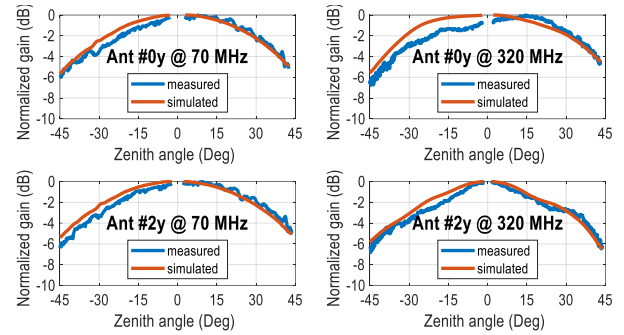 Normalized gain (dB)
0
-2
-4
-6
-8
-10
Ant #0y @ 70 MHz
measured
simulated
-45 -30 -15 0 15 30 45
Zenith angle (Deg)
Normalized gain (dB)
0
-2
-4
-6
-8
-10
Ant #0y @ 320 MHz
measured
simulated
-45 -30 -15 0 15 30 45
Zenith angle (Deg)
Normalized gain (dB)
0
-2
-4
-6
-8
-10
Ant #2y @ 70 MHz
measured
simulated
-45 -30 -15 0 15 30 45
Zenith angle (Deg)
Normalized gain (dB)
0
-2
-4
-6
-8
-10
Ant #2y @ 320 MHz
measured
simulated
-45 -30 -15 0 15 30 45
Zenith angle (Deg)